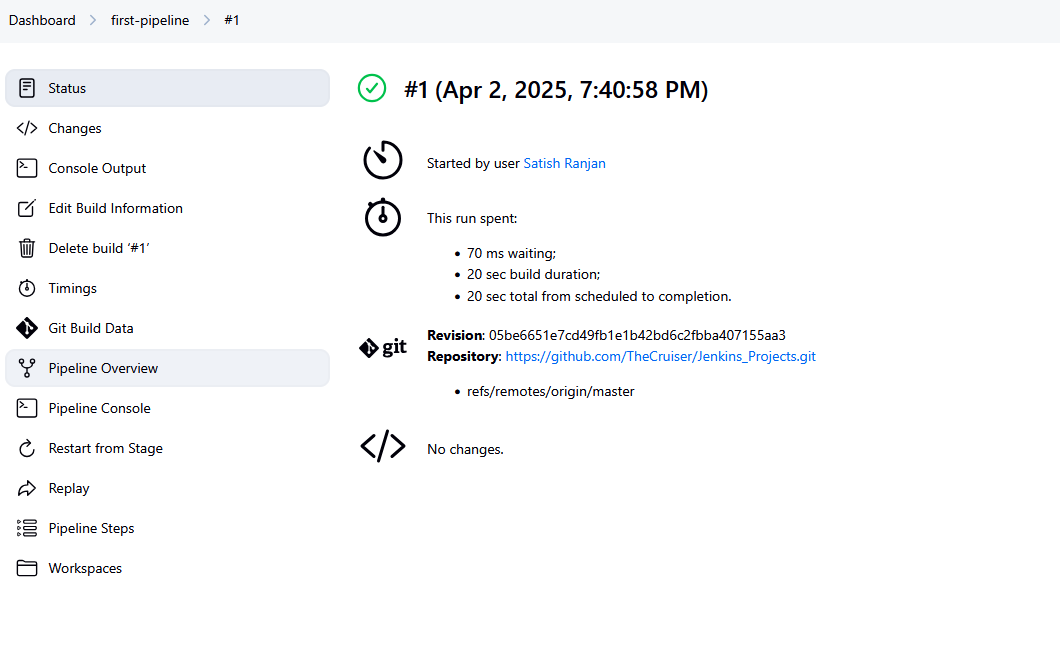 Dashboard > first-pipeline > #1
Status
Changes
Console Output
Edit Build Information
Delete build ‘#1’
Timings
Git Build Data
Pipeline Overview
Pipeline Console
Restart from Stage
Replay
Pipeline Steps
Workspaces
#1 (Apr 2, 2025, 7:40:58 PM)
Started by user Satish Ranjan
This run spent:
• 70 ms waiting;
• 20 sec build duration;
• 20 sec total from scheduled to completion.
git
Revision: 05be6651e7cd49fb1e1b42bd6c2fbba407155aa3
Repository: https://github.com/TheCruiser/Jenkins_Projects.git
• refs/remotes/origin/master
No changes.